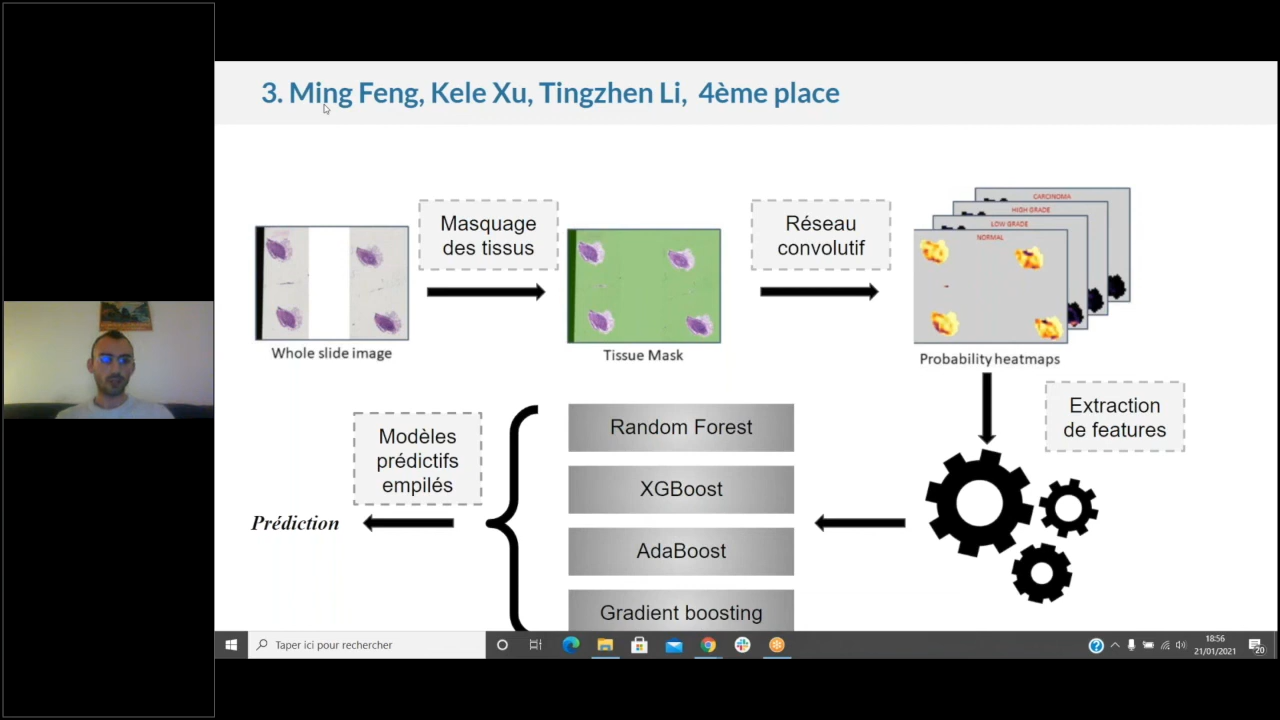 3. Ming Feng, Kele Xu, Tingzhen Li, 4ème place
Masquage
des tissus
Réseau
convolutif
CARCINOMA
HIGH GRADE
LOW GRADE
NORMAL
Whole slide image
Tissue Mask
Probability heatmaps
Extraction
de features
Modèles
prédictifs
empilés
Random Forest
XGBoost
AdaBoost
Gradient boosting
Prédiction
Taper ici pour rechercher
18:56
21/01/2021
20